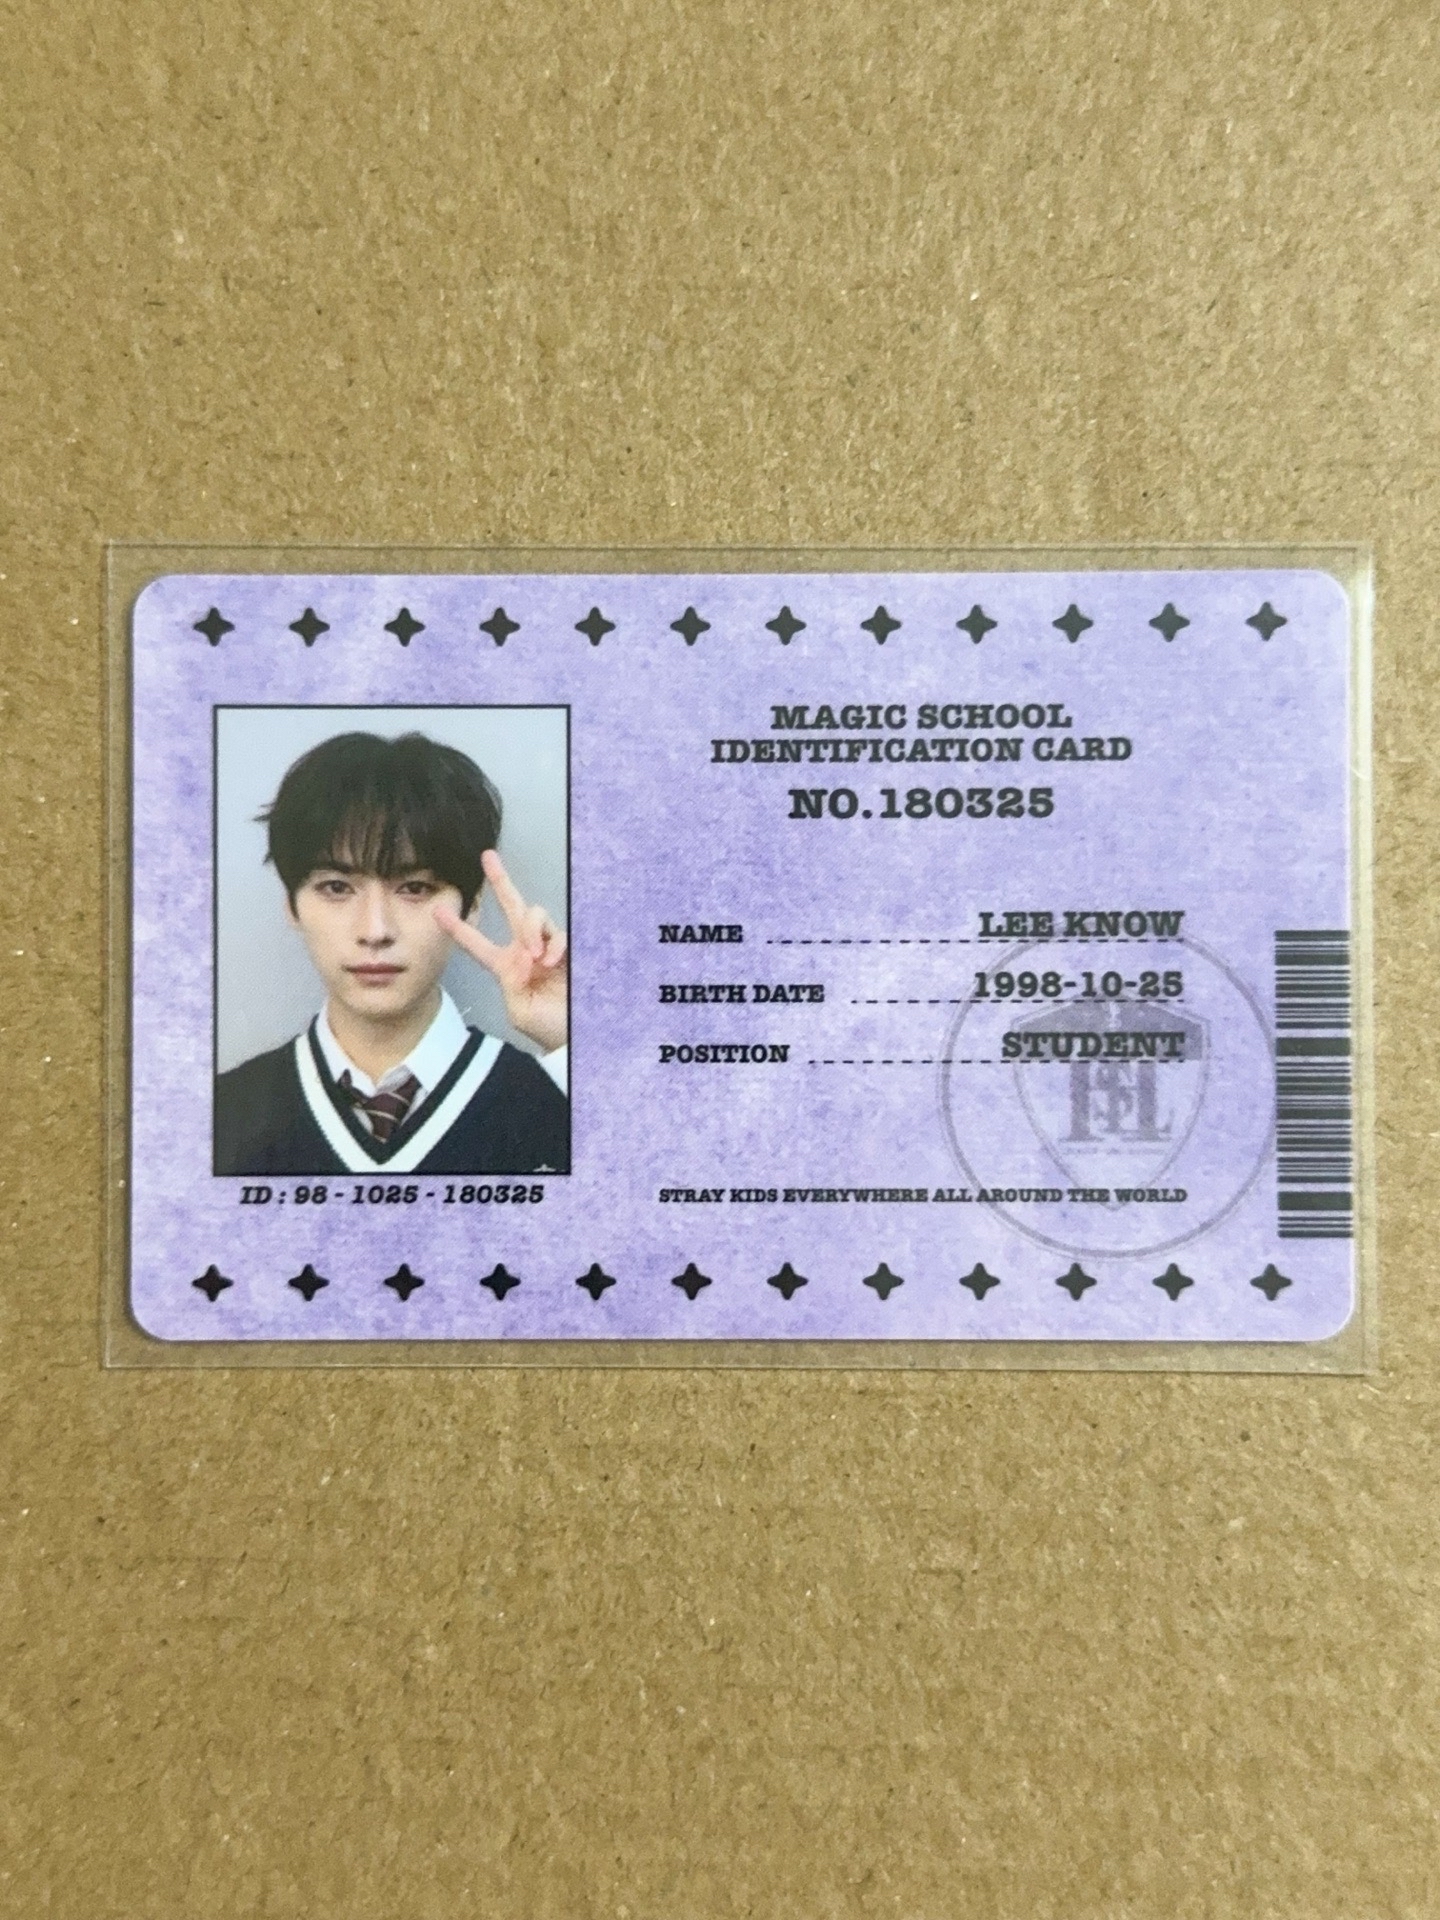 MAGIC SCHOOL
IDENTIFICATION CARD
NO.180325
NAME LEE KNOW
BIRTH DATE 1998-10-25
POSITION STUDENT
ID : 98 - 1025 - 180325
STRAY KIDS EVERYWHERE ALL AROUND THE WORLD